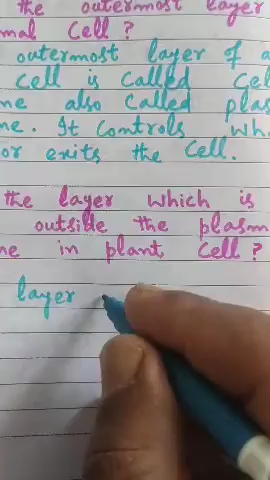 the outermost layer
mal Cell?
outermost layer of a
Cell is called Cel
ne also called plas
ne. It Controls Wh
or exits the Cell.
the layer which is
outside the plasm
ne in plant Cell?
layer